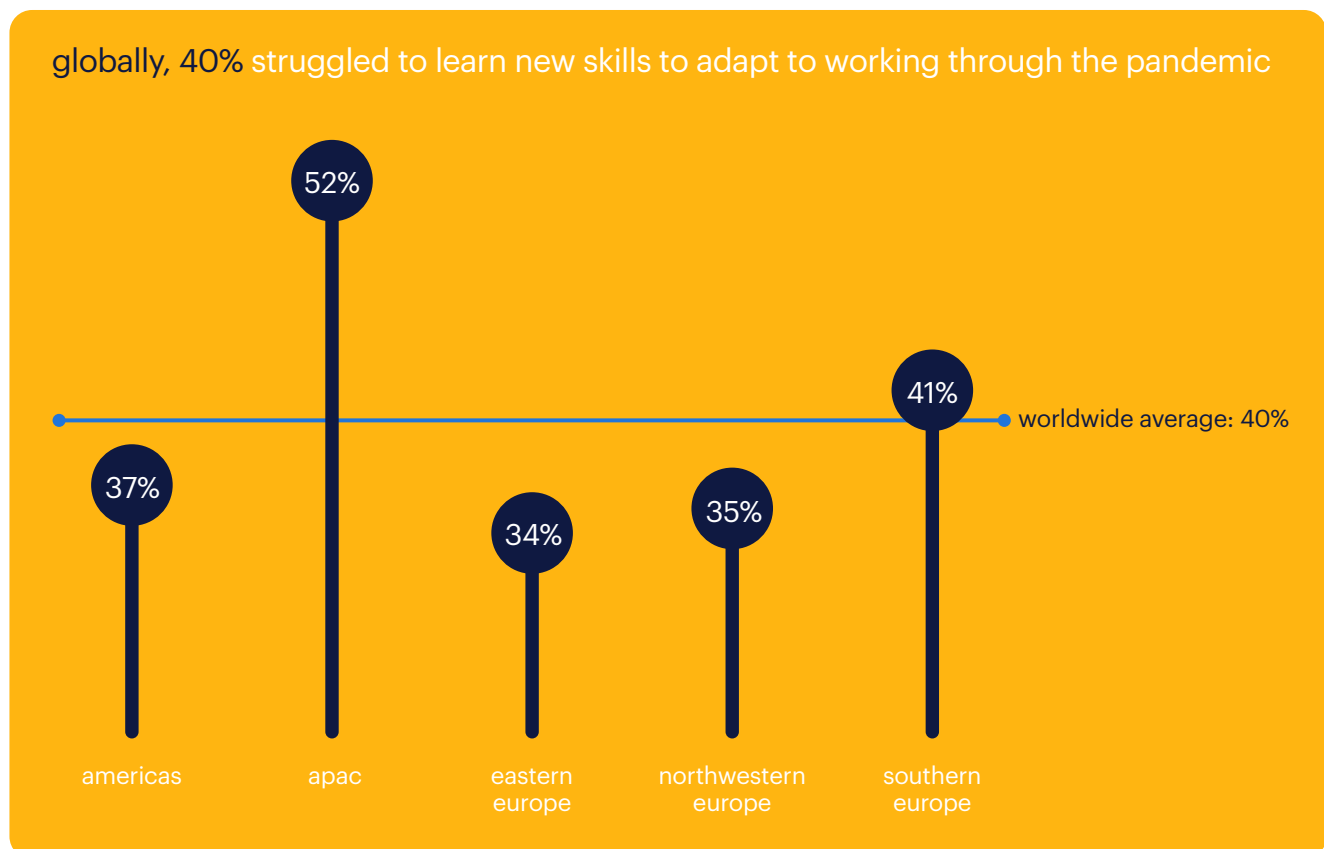 globally, 40% struggled to learn new skills to adapt to working through the pandemic
52%
41%
worldwide average: 40%
37%
35%
34%
americas
apac
eastern
europe
northwestern
europe
southern
europe